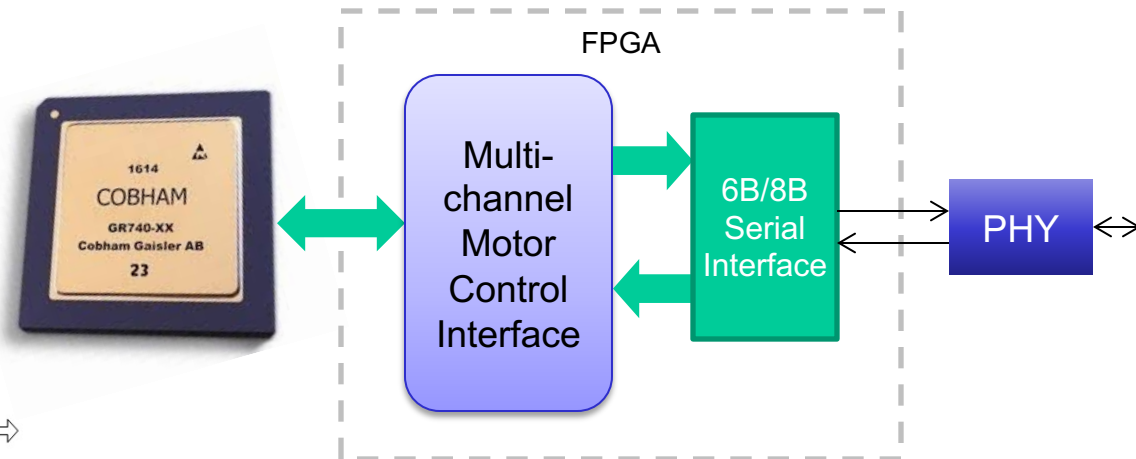 FPGA
1614
COBHAM
GR740-XX
Cobham Gaisler AB
23
Multi-
channel
Motor
Control
Interface
6B/8B
Serial
Interface
PHY